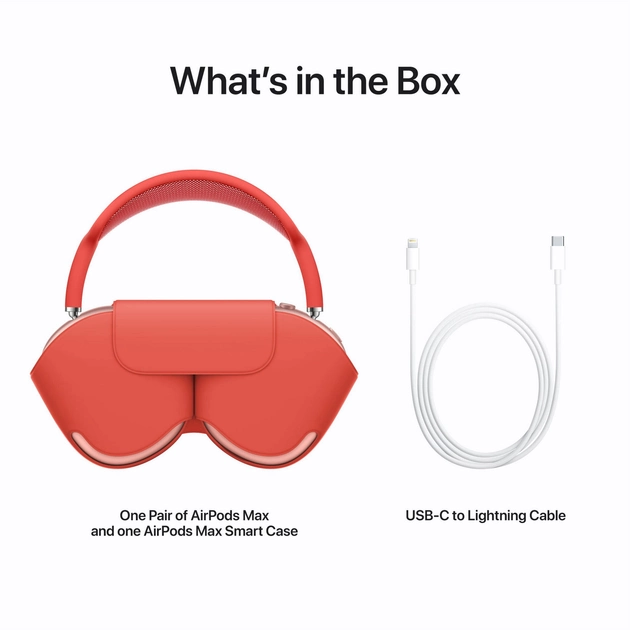 What’s in the Box
One Pair of AirPods Max
and one AirPods Max Smart Case
USB-C to Lightning Cable